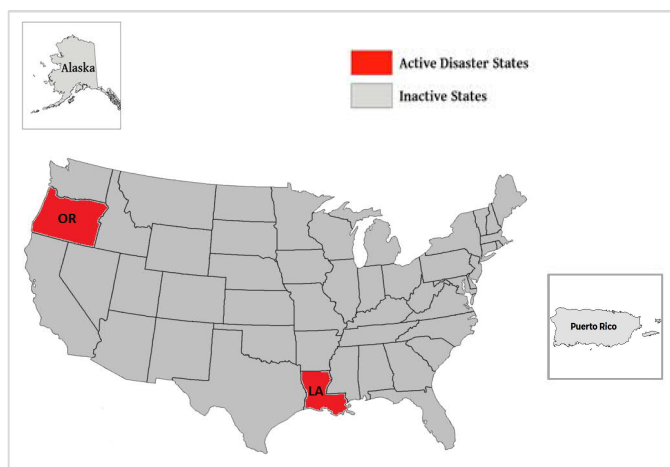 Alaska
Active Disaster States
Inactive States
OR
LA
Puerto Rico